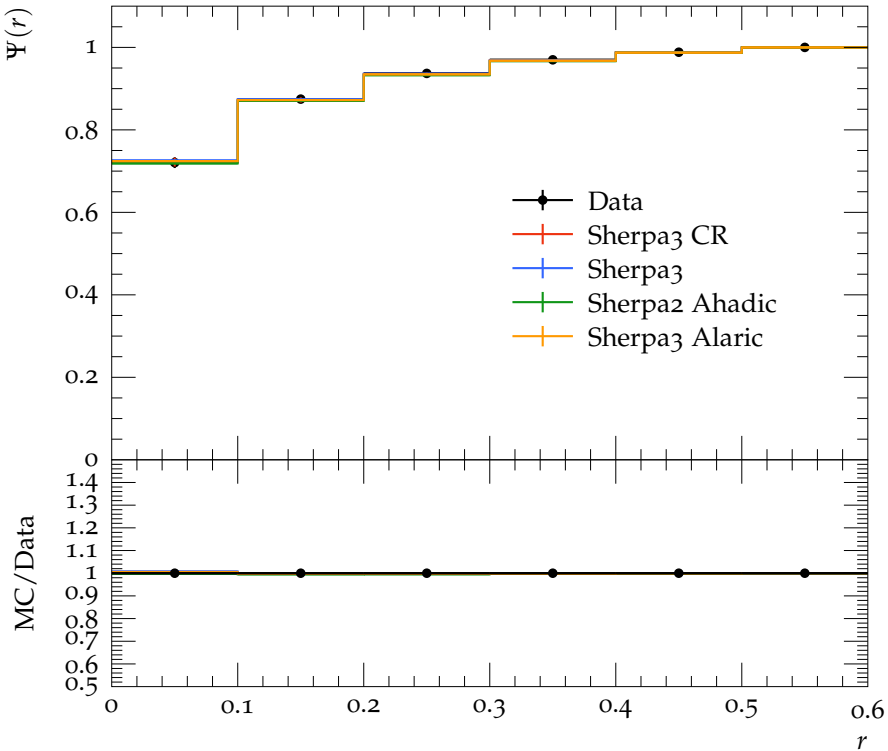 Ψ(r)
1
0.8
0.6
0.4
0.2
0
Data
Sherpa3 CR
Sherpa3
Sherpa2 Ahadic
Sherpa3 Alaric
MC/Data
1.4
1.3
1.2
1.1
1
0.9
0.8
0.7
0.6
0.5
0 0.1 0.2 0.3 0.4 0.5 0.6
r